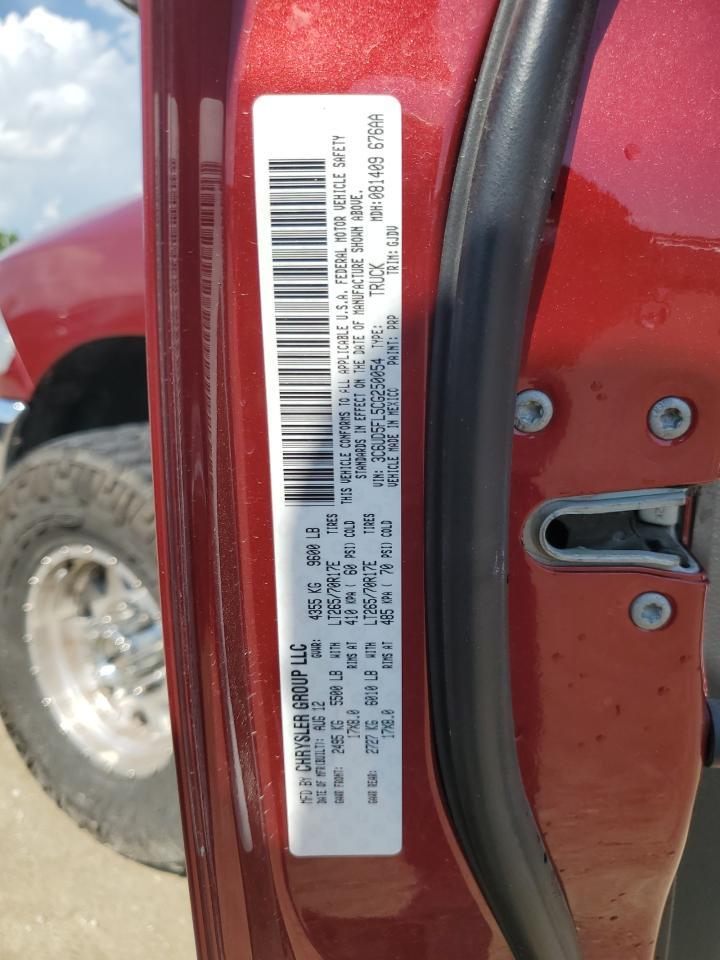 MFD BY CHRYSLER GROUP LLC
DATE OF MFR(BUILT): AUG 12 GVWR: 4355 KG 9600 LB
GAWR FRONT: 2495 KG 5500 LB WITH LT265/70R17E TIRES
17X8.0 RIMS AT 410 KPA ( 60 PSI) COLD
GAWR REAR: 2727 KG 6010 LB WITH LT265/70R17E TIRES
17X8.0 RIMS AT 485 KPA ( 70 PSI) COLD
THIS VEHICLE CONFORMS TO ALL APPLICABLE U.S.A. FEDERAL MOTOR VEHICLE SAFETY
STANDARDS IN EFFECT ON THE DATE OF MANUFACTURE SHOWN ABOVE.
VIN: 3C6UD5FL5CG250054 TYPE: TRUCK MDH:081409 676AA
VEHICLE MADE IN MEXICO PAINT: PRP TRIM: GJDV